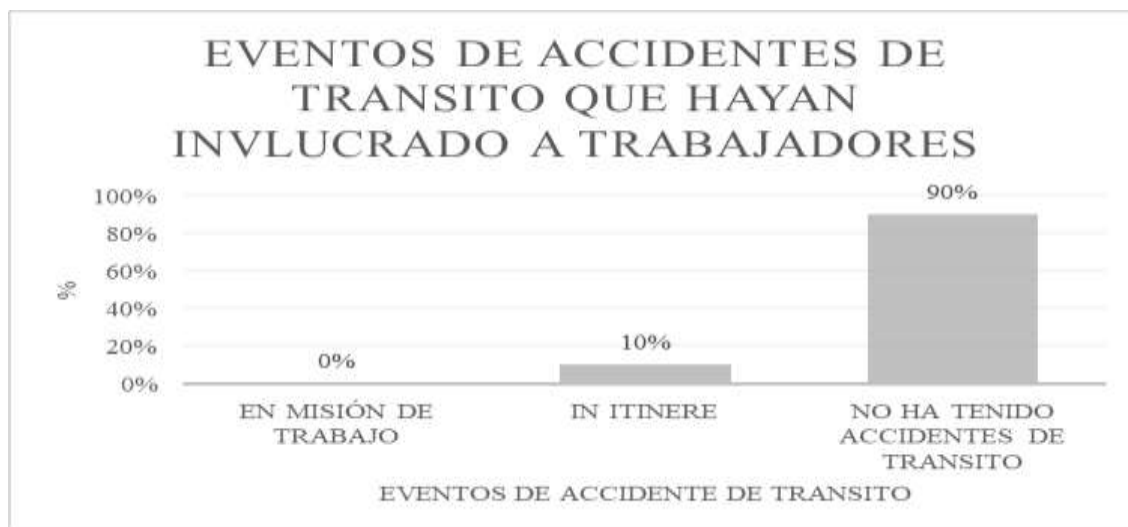 EVENTOS DE ACCIDENTES DE
TRANSITO QUE HAYAN
INVLUCRADO A TRABAJADORES
100%
80%
60%
40%
20%
0%
%
0%
10%
90%
EN MISIÓN DE
TRABAJO
IN ITINERE
NO HA TENIDO
ACCIDENTES DE
TRANSITO
EVENTOS DE ACCIDENTE DE TRANSITO